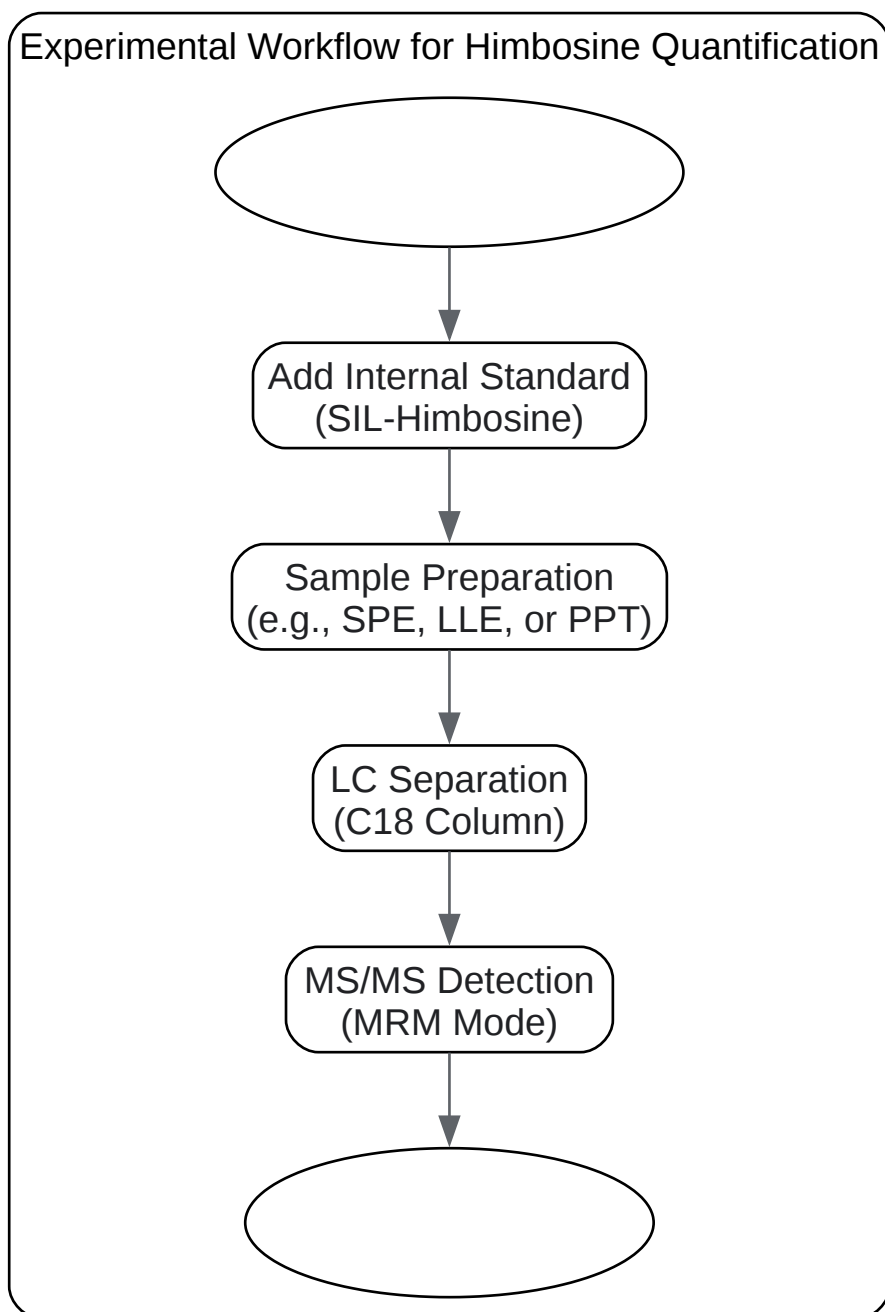 Experimental Workflow for Himbosine Quantification
Add Internal Standard
(SIL-Himbosine)
Sample Preparation
(e.g., SPE, LLE, or PPT)
LC Separation
(C18 Column)
MS/MS Detection
(MRM Mode)